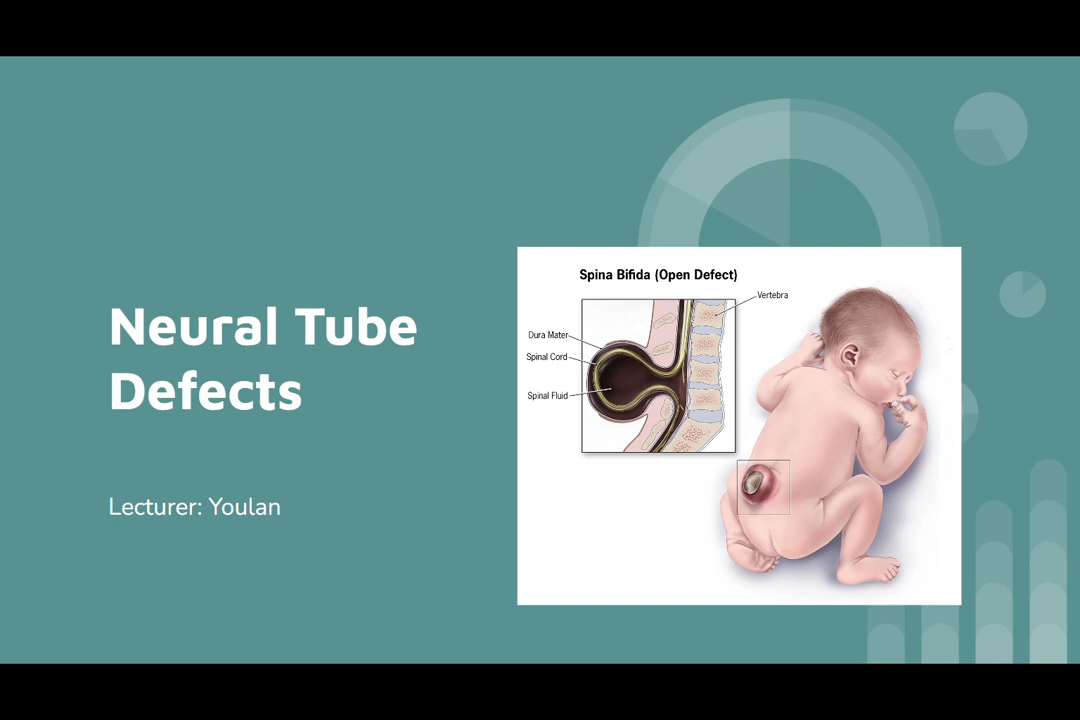 Neural Tube
Defects
Lecturer: Youlan
Spina Bifida (Open Defect)
Vertebra
Dura Mater
Spinal Cord
Spinal Fluid